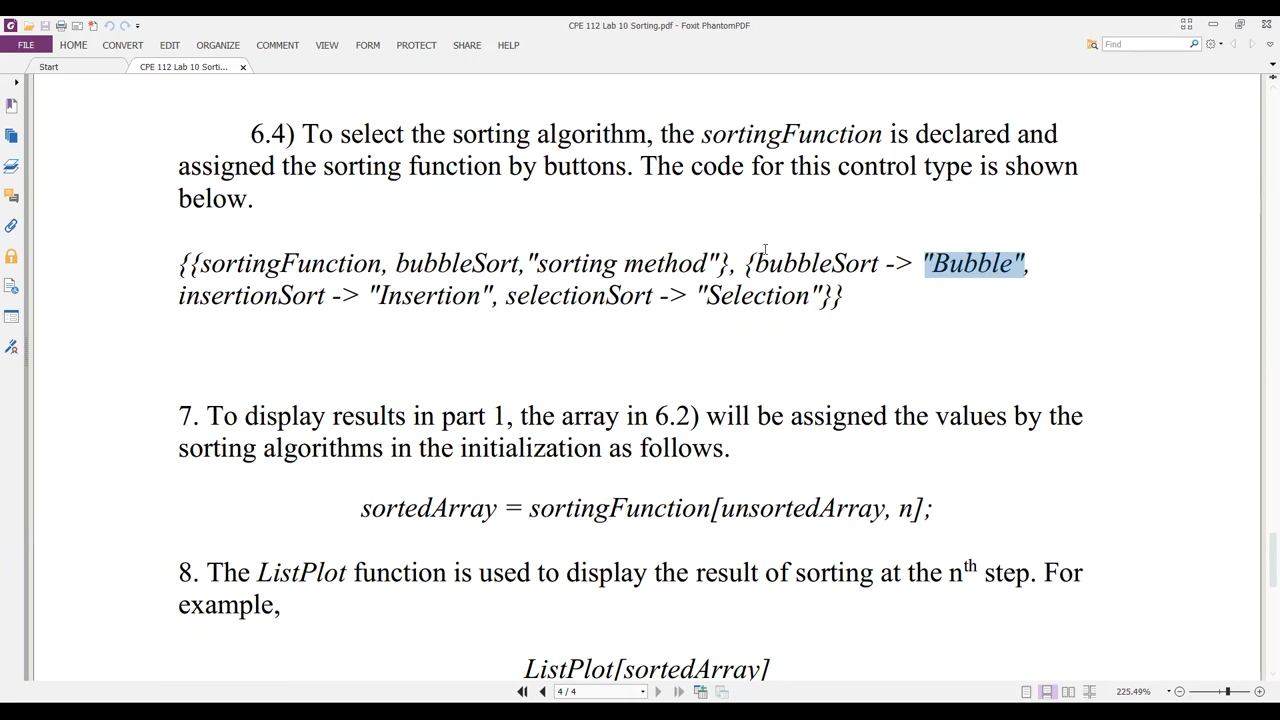 CPE 112 Lab 10 Sorting.pdf - Foxit PhantomPDF
FILE HOME CONVERT EDIT ORGANIZE COMMENT VIEW FORM PROTECT SHARE HELP
Find
Start CPE 112 Lab 10 Sorti...
6.4) To select the sorting algorithm, the sortingFunction is declared and
assigned the sorting function by buttons. The code for this control type is shown
below.
{{sortingFunction, bubbleSort,"sorting method"}, {bubbleSort -> "Bubble",
insertionSort -> "Insertion", selectionSort -> "Selection"}}
7. To display results in part 1, the array in 6.2) will be assigned the values by the
sorting algorithms in the initialization as follows.
sortedArray = sortingFunction[unsortedArray, n];
8. The ListPlot function is used to display the result of sorting at the nth step. For
example,
ListPlot[sortedArray]
4 / 4
225.49%